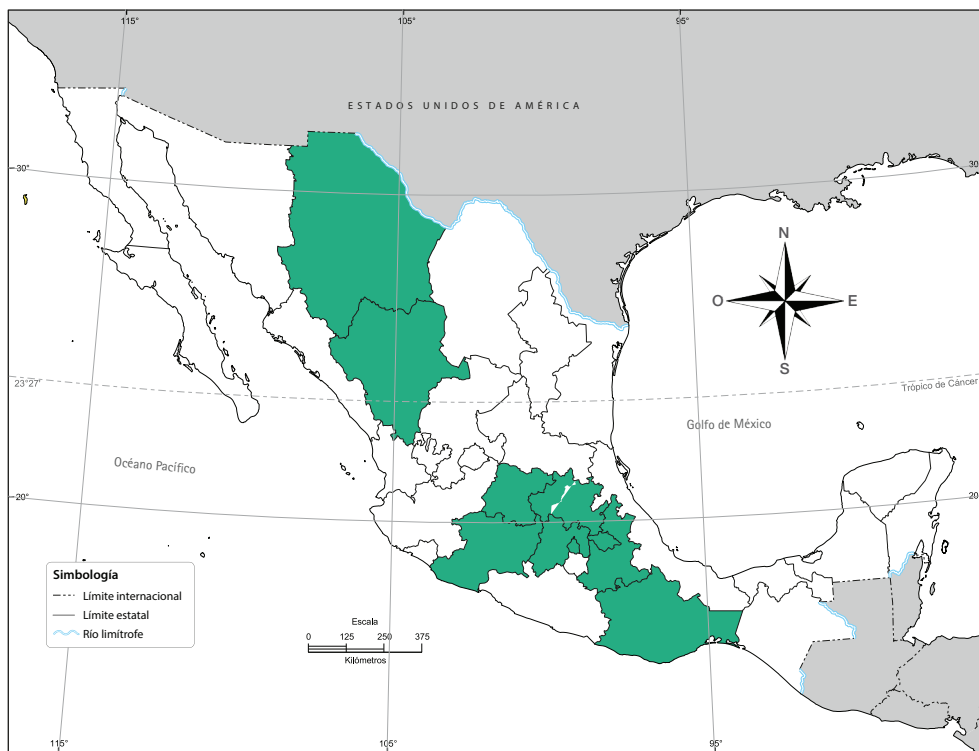 115°
105°
95°
ESTADOS UNIDOS DE AMÉRICA
30°
30
N
O
E
S
23°27'
Trópico de Cáncer
Golfo de México
Océano Pacífico
20°
20
Simbología
Límite internacional
Límite estatal
Río limítrofe
Escala
0 125 250 375
Kilómetros
115°
105°
95°